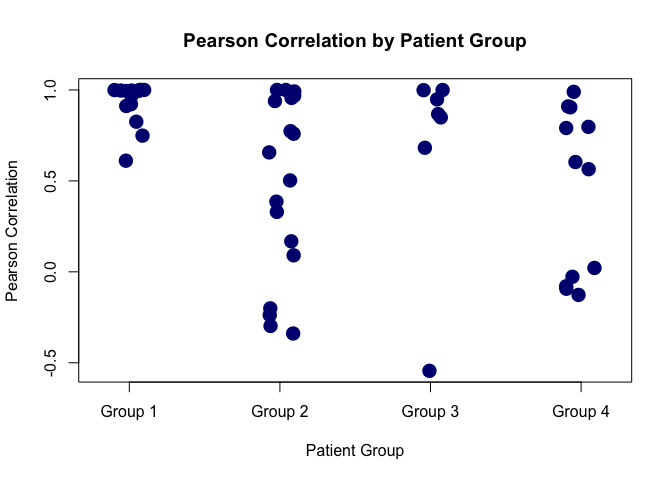 Pearson Correlation by Patient Group
Pearson Correlation
1.0
0.5
0.0
-0.5
Group 1 Group 2 Group 3 Group 4
Patient Group